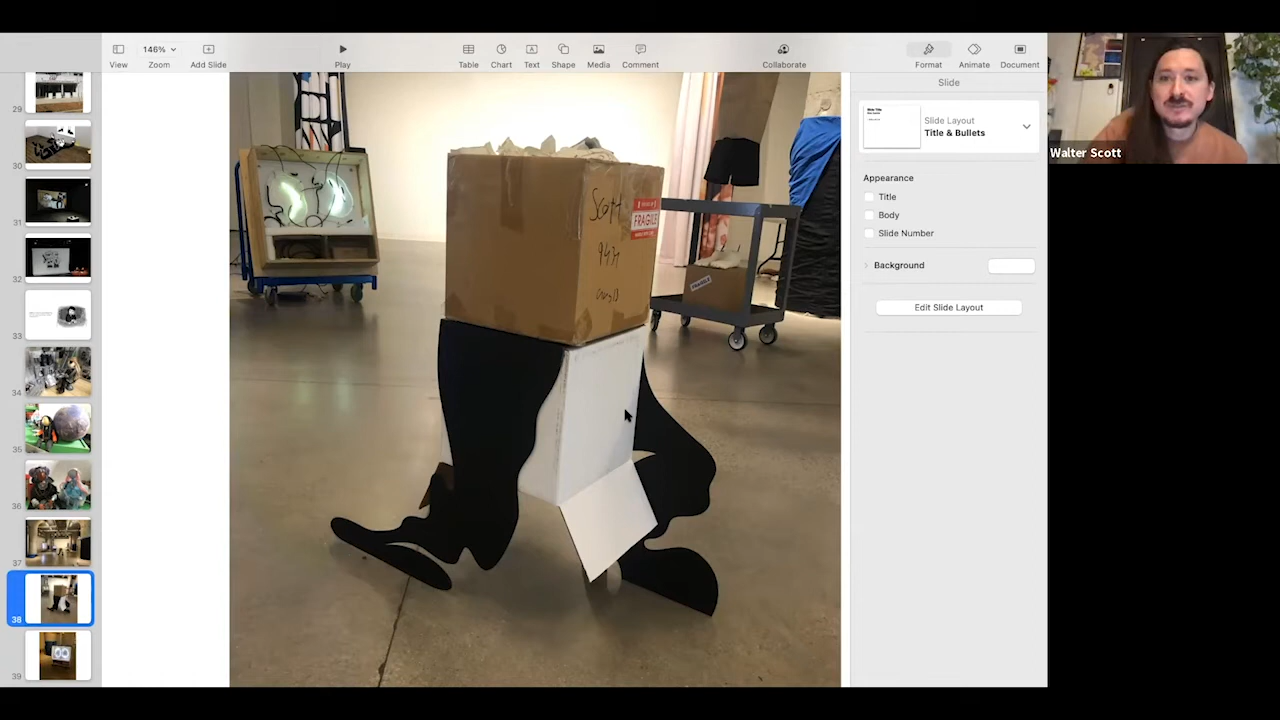 146%
View
Zoom
Add Slide
Play
Table
Chart
Text
Shape
Media
Comment
Collaborate
Format
Animate
Document
Slide
Slide Layout
Title & Bullets
Appearance
Title
Body
Slide Number
Background
Edit Slide Layout
29
30
31
32
33
34
35
36
37
38
39
Scott
FRAGILE
FRAGILE
Walter Scott